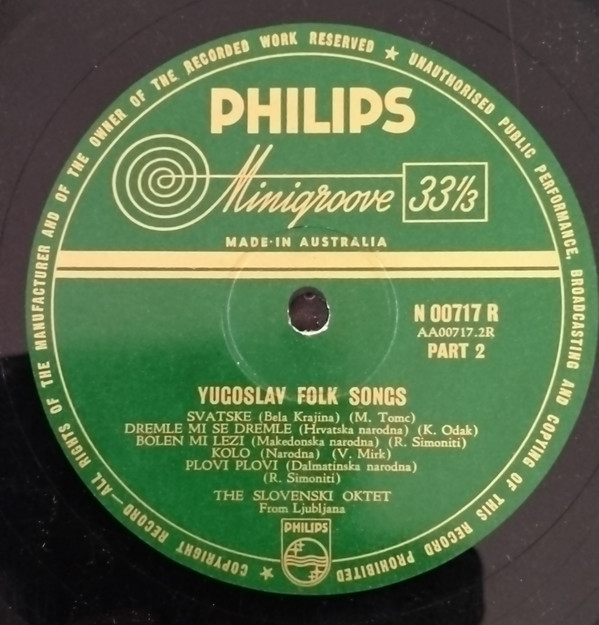 ALL RIGHTS OF THE MANUFACTURER AND OF THE OWNER OF THE RECORDED WORK RESERVED ★ UNAUTHORISED PUBLIC PERFORMANCE, BROADCASTING AND COPYING OF THIS RECORD PROHIBITED ★ COPYRIGHT RECORD—
PHILIPS
Minigroove 33⅓
MADE-IN AUSTRALIA
N 00717 R
AA00717.2R
PART 2
YUGOSLAV FOLK SONGS
SVATSKE (Bela Krajina) (M. Tomc)
DREMLE MI SE DREMLE (Hrvatska narodna) (K. Odak)
BOLEN MI LEZI (Makedonska narodna) (R. Simoniti)
KOLO (Narodna) (V. Mirk)
PLOVI PLOVI (Dalmatinska narodna)
(R. Simoniti)
THE SLOVENSKI OKTET
From Ljubljana
PHILIPS